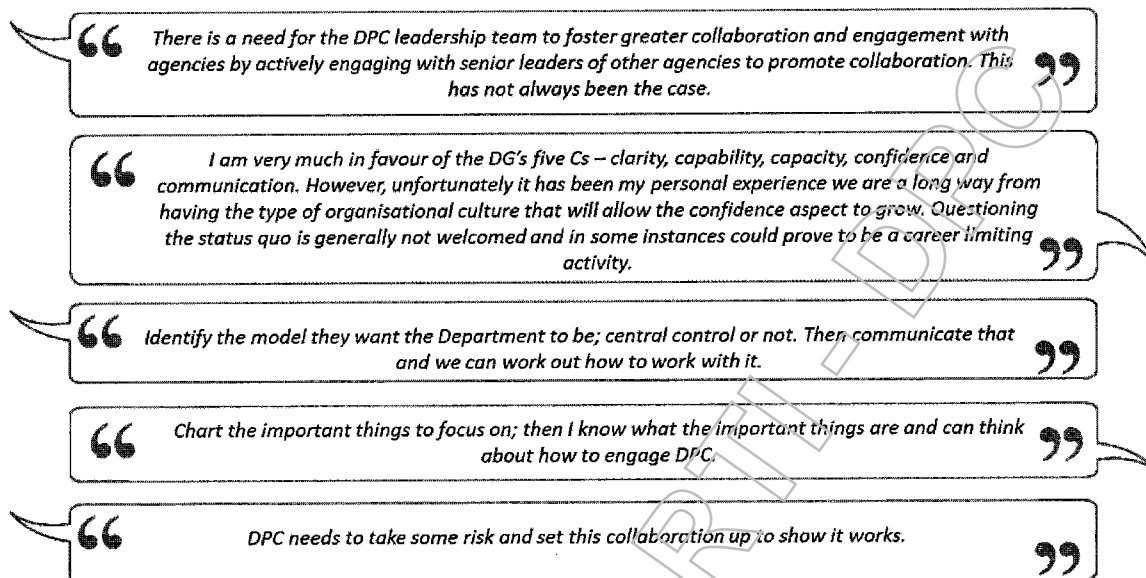 There is a need for the DPC leadership team to foster greater collaboration and engagement with
agencies by actively engaging with senior leaders of other agencies to promote collaboration. This
has not always been the case.
I am very much in favour of the DG's five Cs – clarity, capability, capacity, confidence and
communication. However, unfortunately it has been my personal experience we are a long way from
having the type of organisational culture that will allow the confidence aspect to grow. Questioning
the status quo is generally not welcomed and in some instances could prove to be a career limiting
activity.
Identify the model they want the Department to be; central control or not. Then communicate that
and we can work out how to work with it.
Chart the important things to focus on; then I know what the important things are and can think
about how to engage DPC.
DPC needs to take some risk and set this collaboration up to show it works.
RTI - DPC